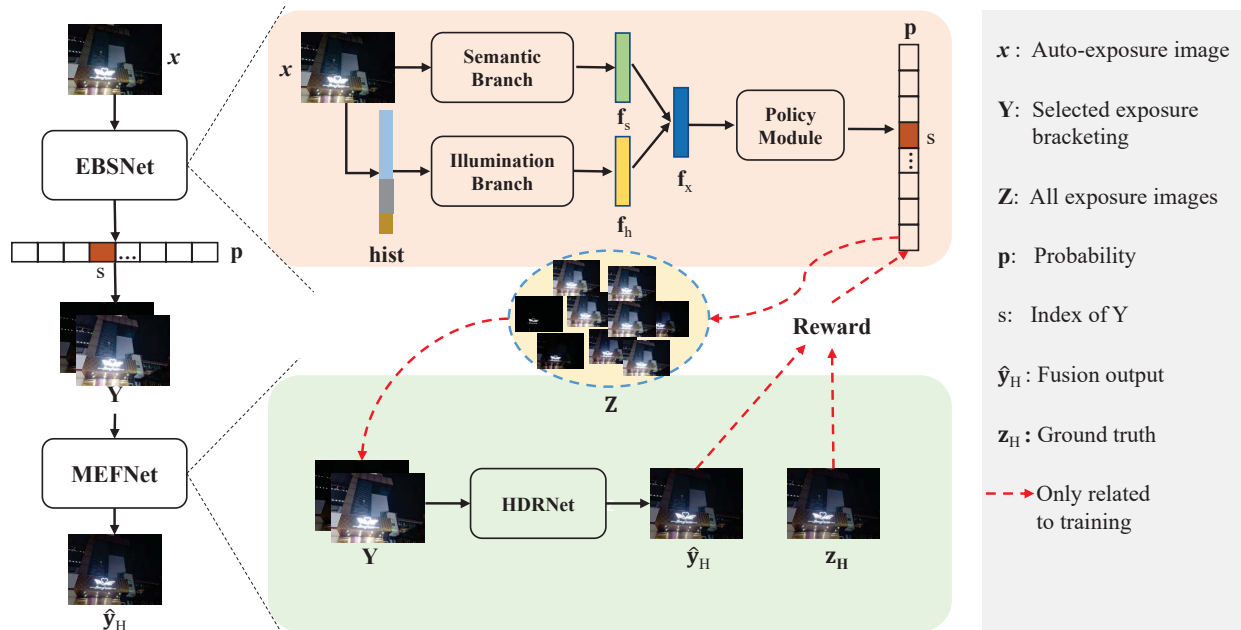 x
EBSNet
p
s
Y
MEFNet
ŷH
x
Semantic
Branch
fs
Illumination
Branch
fh
hist
fx
Policy
Module
p
s
...
...
Z
Reward
Y
HDRNet
ŷH
zH
x : Auto-exposure image
Y: Selected exposure
bracketing
Z: All exposure images
p: Probability
s: Index of Y
ŷH : Fusion output
zH : Ground truth
Only related
to training